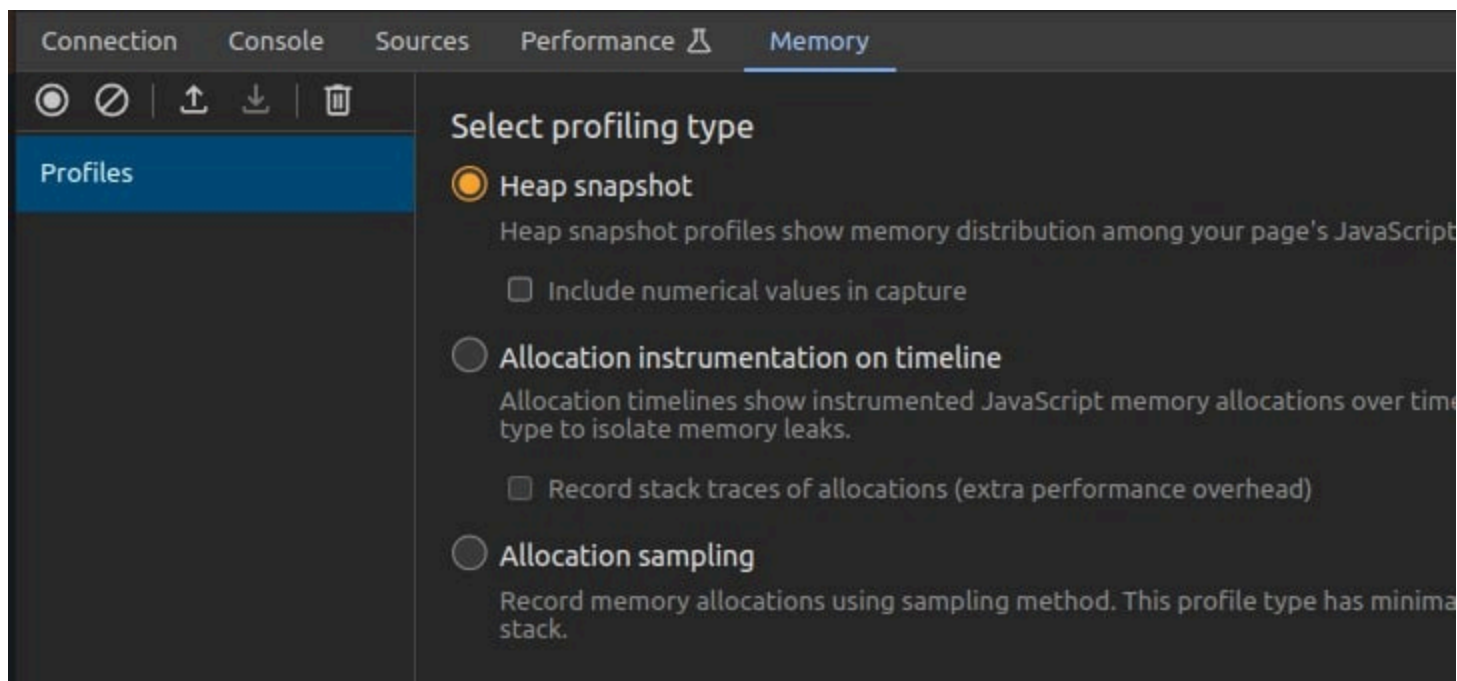 Connection Console Sources Performance Memory
Profiles
Select profiling type
Heap snapshot
Heap snapshot profiles show memory distribution among your page's JavaScript
Include numerical values in capture
Allocation instrumentation on timeline
Allocation timelines show instrumented JavaScript memory allocations over time
type to isolate memory leaks.
Record stack traces of allocations (extra performance overhead)
Allocation sampling
Record memory allocations using sampling method. This profile type has minima
stack.